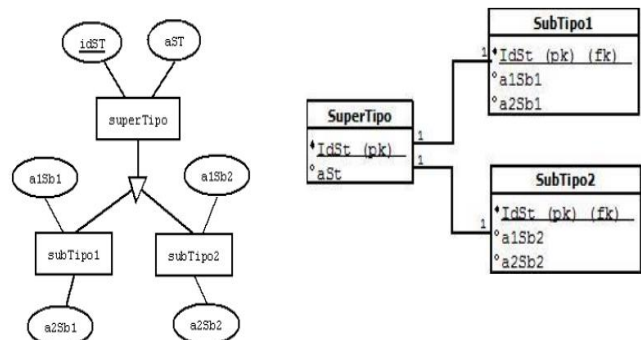 idST
aST
superTipo
a1Sb1
a1Sb2
subTipo1
subTipo2
a2Sb1
a2Sb2
SuperTipo
IdSt (pk)
aSt
1
1
SubTipo1
1
IdSt (pk) (fk)
a1Sb1
a2Sb1
SubTipo2
1
IdSt (pk) (fk)
a1Sb2
a2Sb2